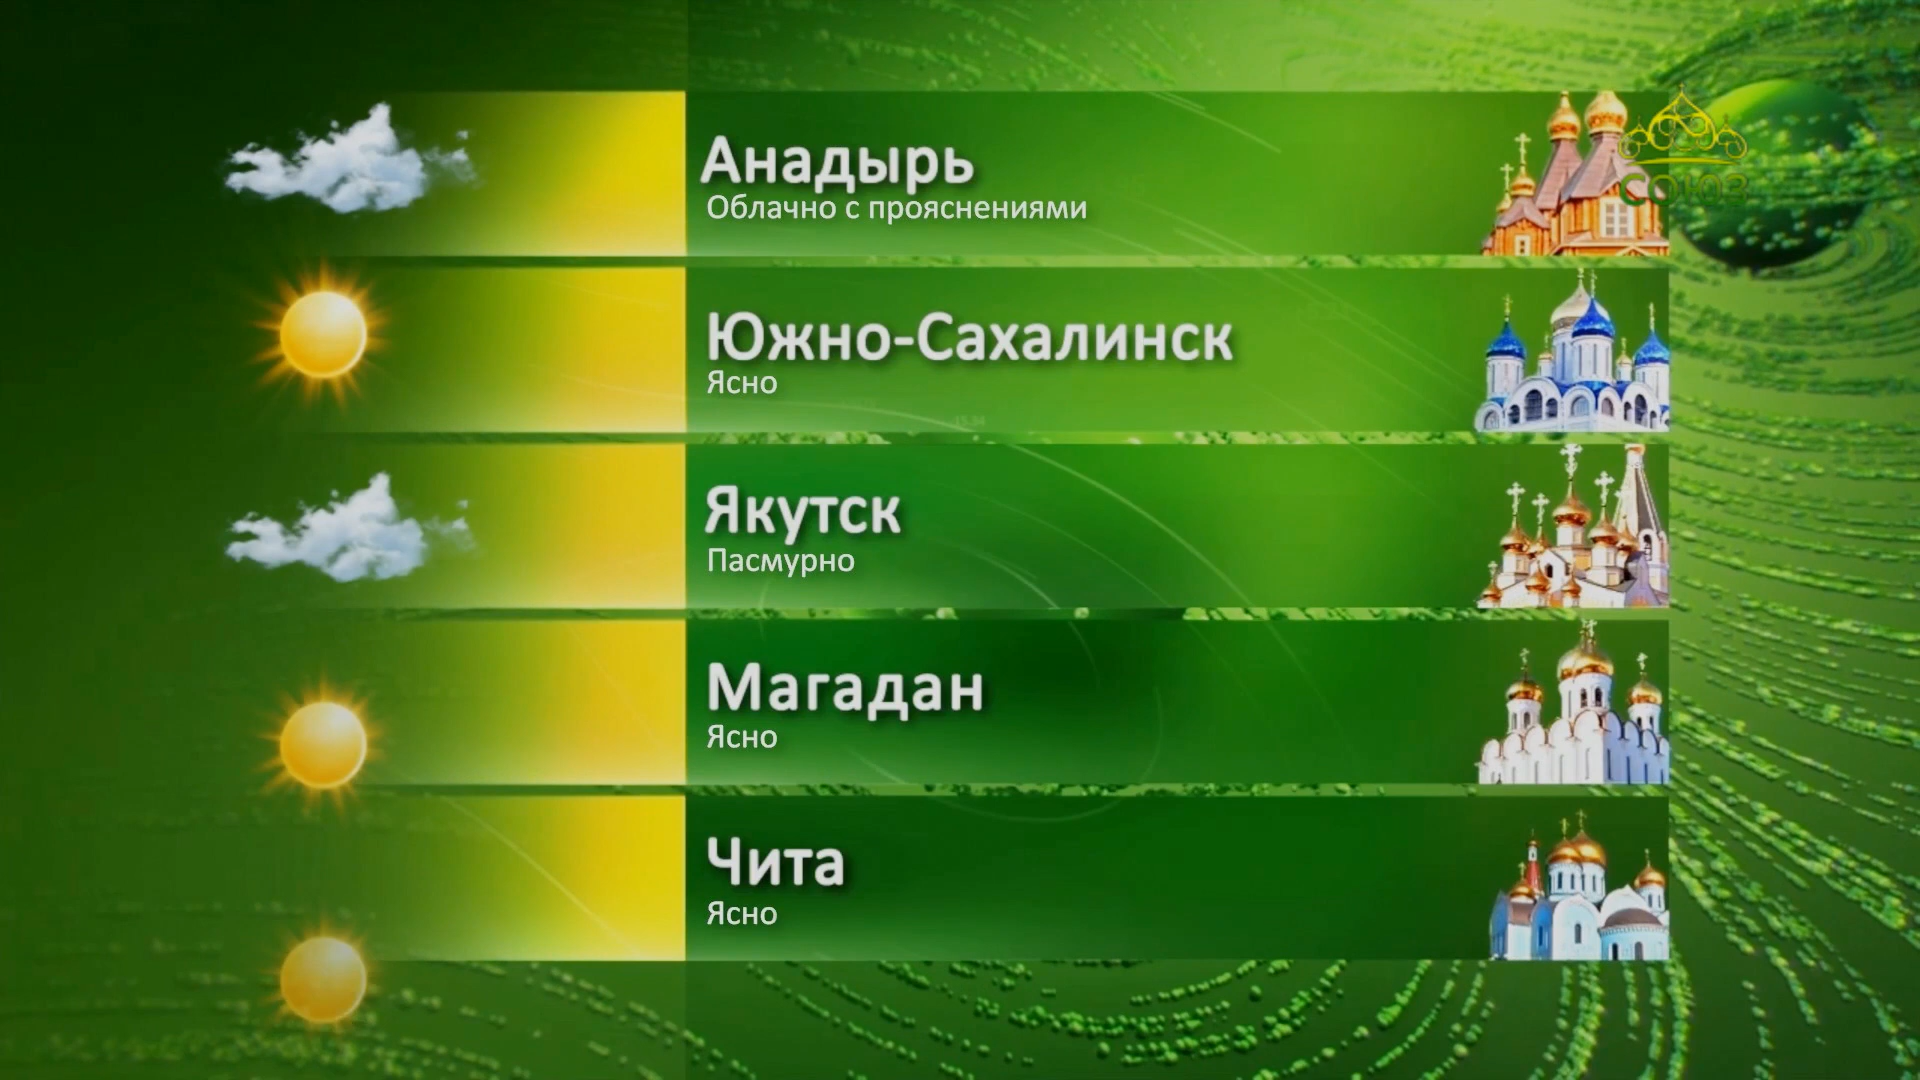 Анадырь
Облачно с прояснениями
СОЮЗ
Южно-Сахалинск
Ясно
Якутск
Пасмурно
Магадан
Ясно
Чита
Ясно